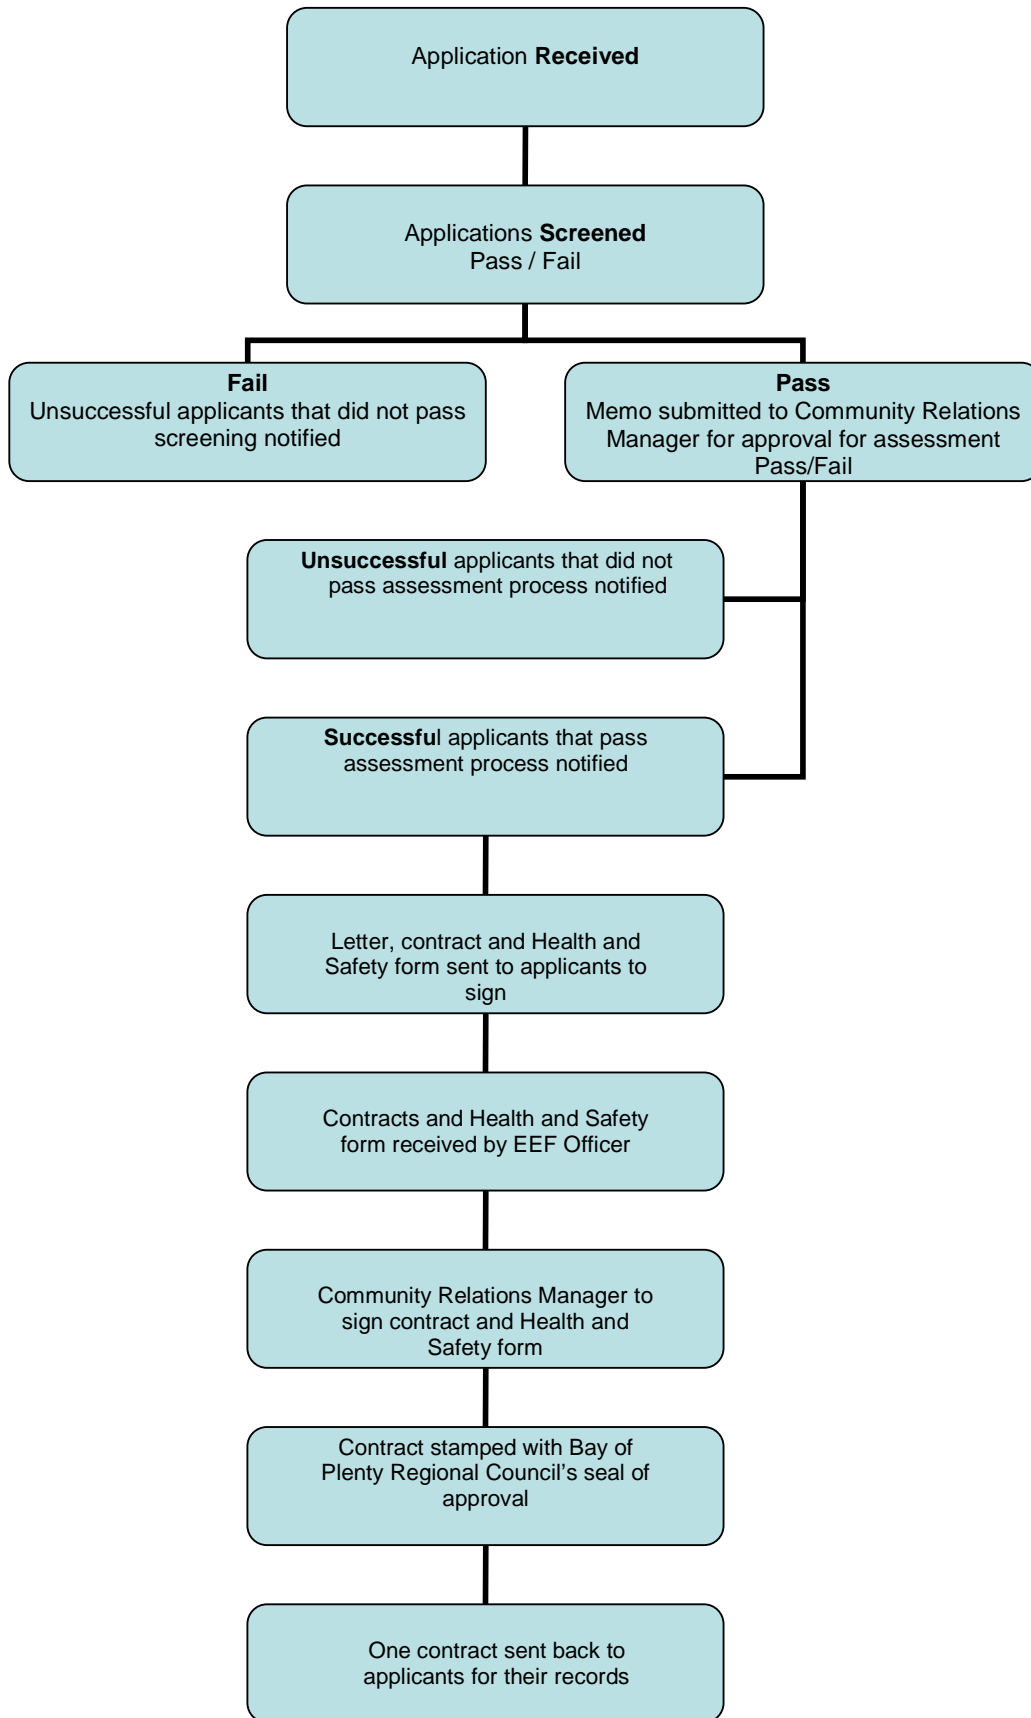 Application Received
Applications Screened
Pass / Fail
Fail
Unsuccessful applicants that did not pass
screening notified
Pass
Memo submitted to Community Relations
Manager for approval for assessment
Pass/Fail
Unsuccessful applicants that did not
pass assessment process notified
Successful applicants that pass
assessment process notified
Letter, contract and Health and
Safety form sent to applicants to
sign
Contracts and Health and Safety
form received by EEF Officer
Community Relations Manager to
sign contract and Health and
Safety form
Contract stamped with Bay of
Plenty Regional Council’s seal of
approval
One contract sent back to
applicants for their records